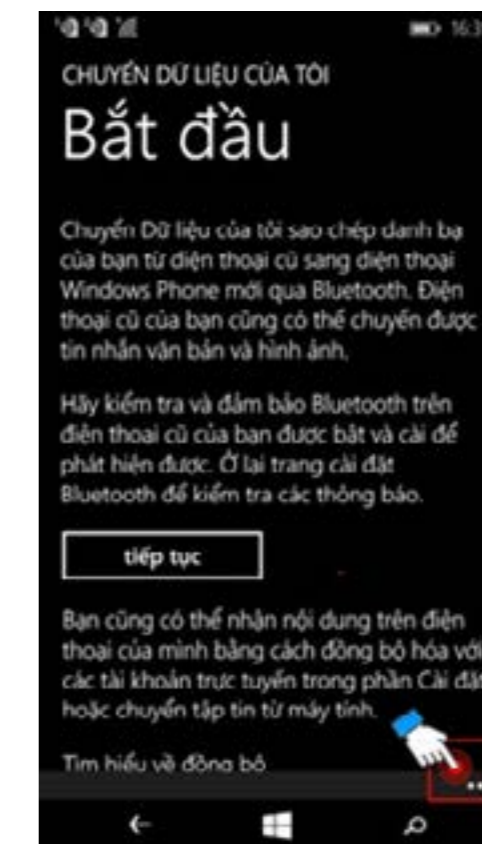 16:3
CHUYỂN DỮ LIỆU CỦA TÔI
Bắt đầu
Chuyển Dữ liệu của tôi sao chép danh bạ
của bạn từ điện thoại cũ sang điện thoại
Windows Phone mới qua Bluetooth. Điện
thoại cũ của bạn cũng có thể chuyển được
tin nhắn văn bản và hình ảnh.
Hãy kiểm tra và đảm bảo Bluetooth trên
điện thoại cũ của bạn được bật và cài để
phát hiện được. Ở lại trang cài đặt
Bluetooth để kiểm tra các thông báo.
tiếp tục
Bạn cũng có thể nhận nội dung trên điện
thoại của mình bằng cách đồng bộ hóa với
các tài khoản trực tuyến trong phần Cài đặt
hoặc chuyển tập tin từ máy tính.
Tìm hiểu về đồng bộ